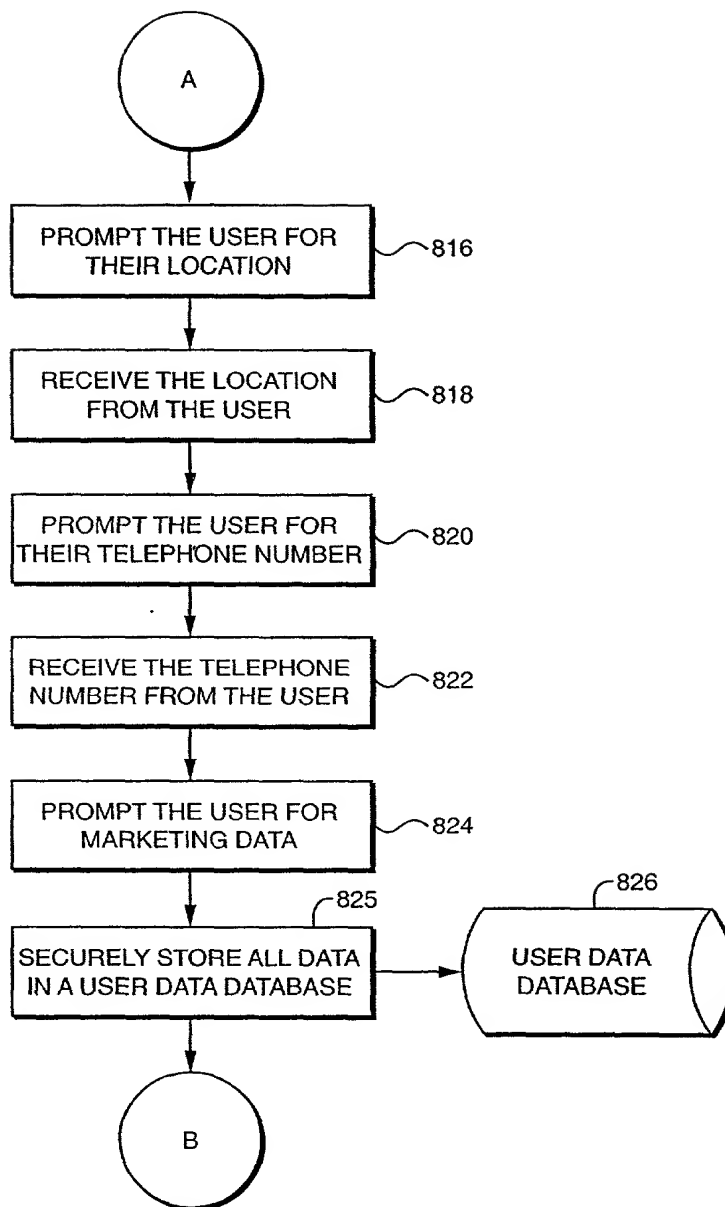 A
PROMPT THE USER FOR
THEIR LOCATION
816
RECEIVE THE LOCATION
FROM THE USER
818
PROMPT THE USER FOR
THEIR TELEPHONE NUMBER
820
RECEIVE THE TELEPHONE
NUMBER FROM THE USER
822
PROMPT THE USER FOR
MARKETING DATA
824
825
SECURELY STORE ALL DATA
IN A USER DATA DATABASE
826
USER DATA
DATABASE
B